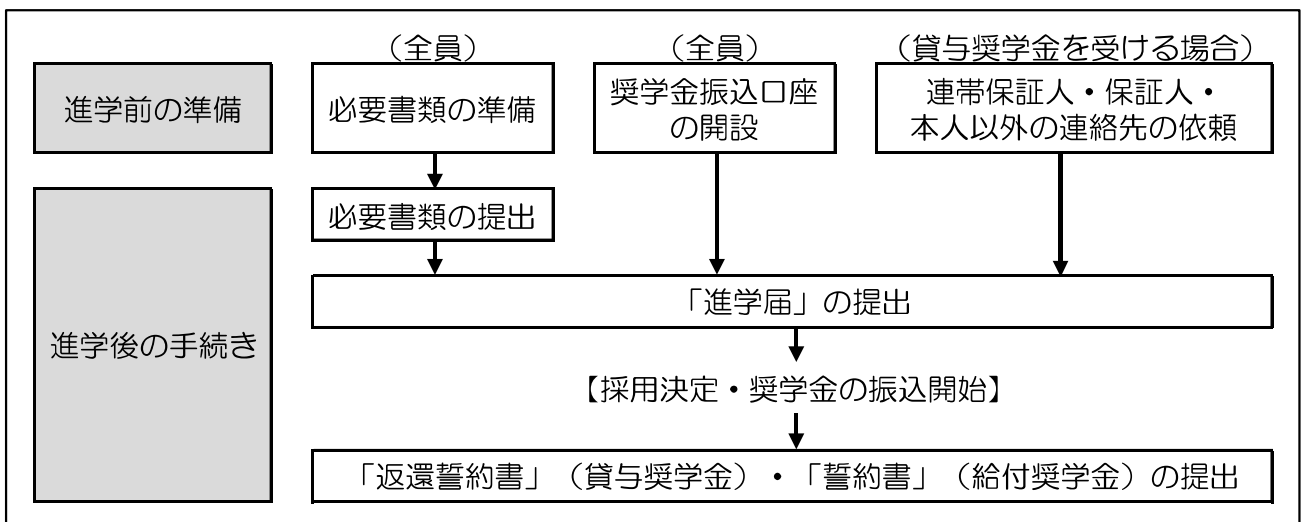 （全員）
（全員）
（貸与奨学金を受ける場合）
進学前の準備
必要書類の準備
奨学金振込口座
の開設
連帯保証人・保証人・
本人以外の連絡先の依頼
進学後の手続き
必要書類の提出
「進学届」の提出
【採用決定・奨学金の振込開始】
「返還誓約書」（貸与奨学金）・「誓約書」（給付奨学金）の提出